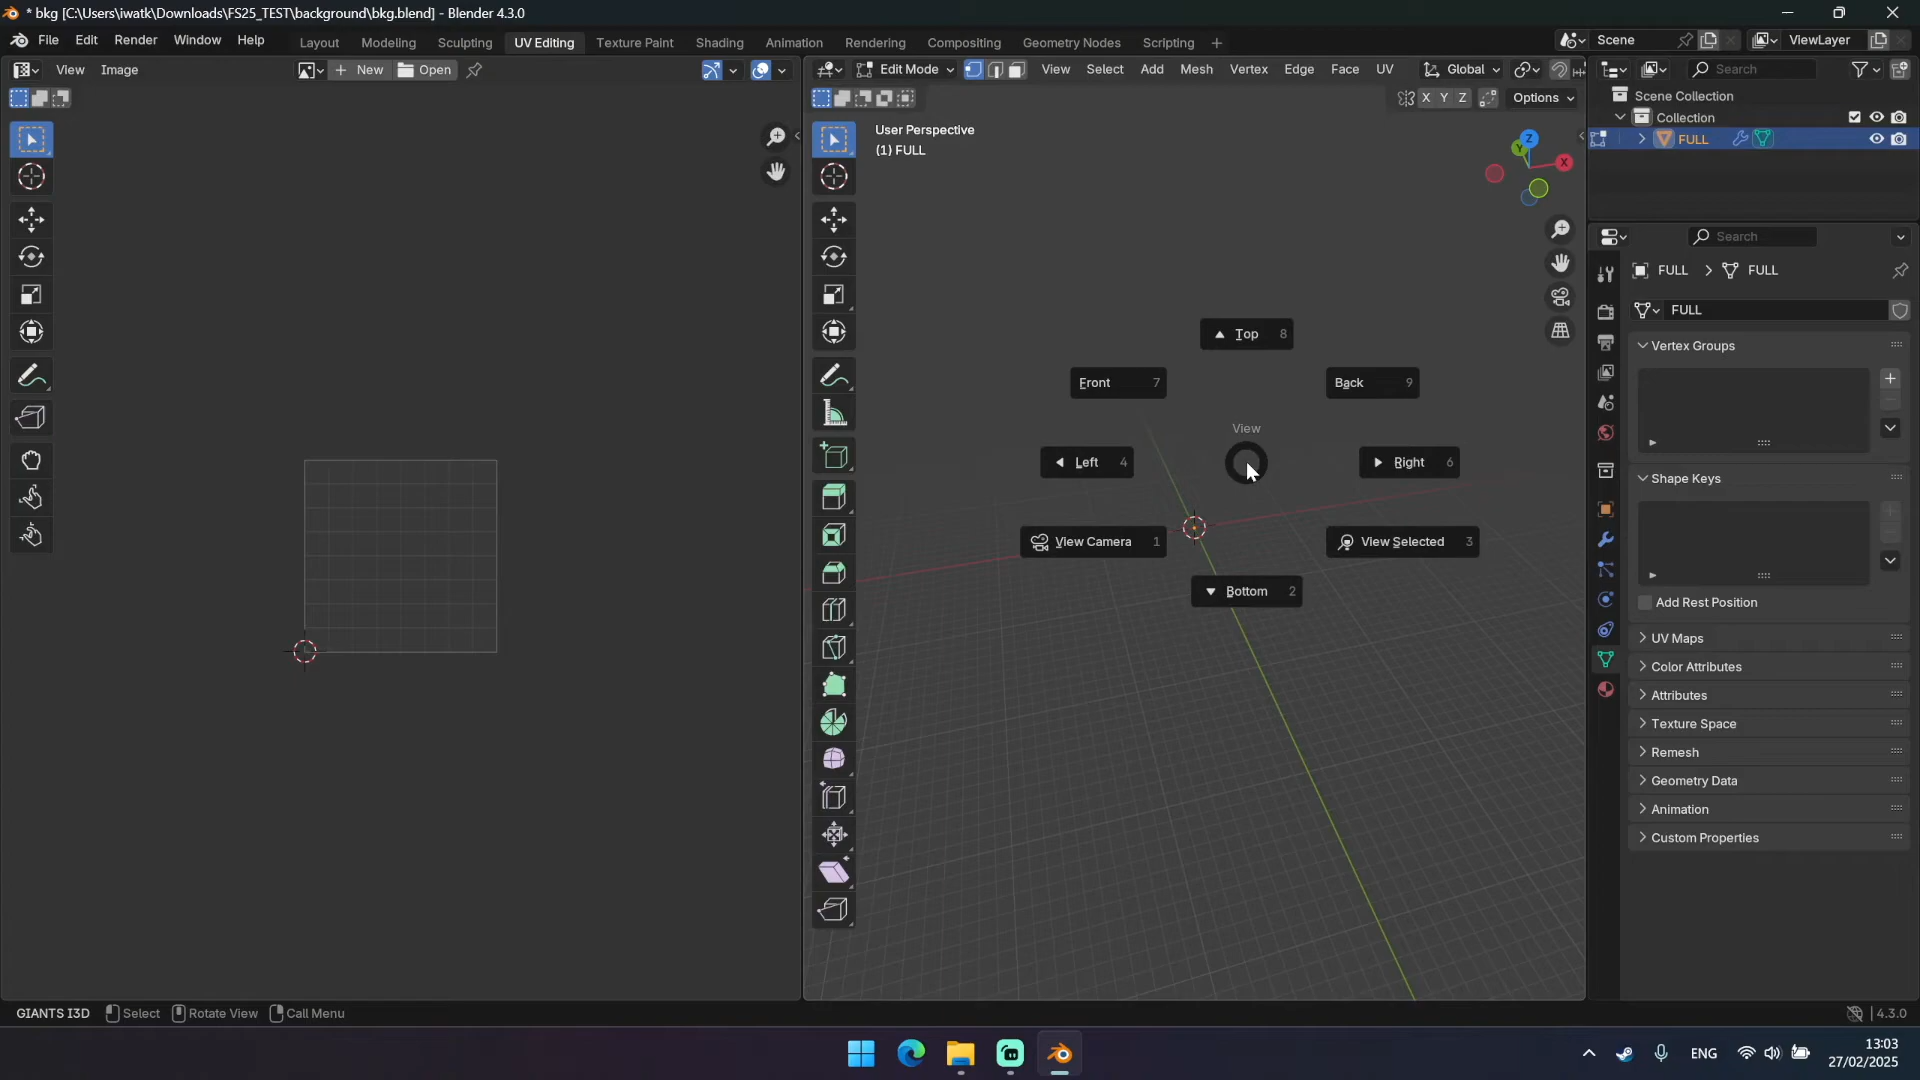 * bkg [C:\Users\iwatk\Downloads\FS25_TEST\background\bkg.blend] - Blender 4.3.0
File Edit Render Window Help
Layout Modeling Sculpting UV Editing Texture Paint Shading Animation Rendering Compositing Geometry Nodes Scripting +
Scene
ViewLayer
View Image
New Open
Edit Mode
View Select Add Mesh Vertex Edge Face UV
Global
X Y Z
Options
User Perspective
(1) FULL
Z
Y
X
Top 8
Front 7
Back 9
View
Left 4
Right 6
View Camera 1
View Selected 3
Bottom 2
Search
Scene Collection
Collection
FULL
Search
FULL > FULL
FULL
Vertex Groups
Shape Keys
Add Rest Position
UV Maps
Color Attributes
Attributes
Texture Space
Remesh
Geometry Data
Animation
Custom Properties
GIANTS I3D Select Rotate View Call Menu
4.3.0
ENG
13:03
27/02/2025